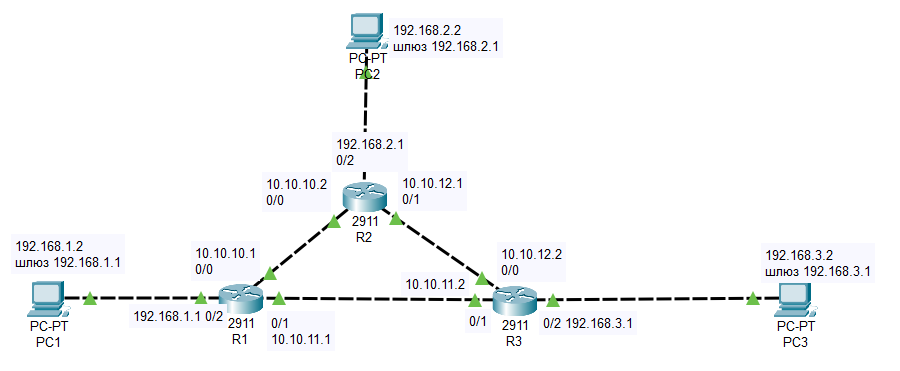 192.168.2.2
шлюз 192.168.2.1
PC-PT
PC2
192.168.2.1
0/2
10.10.10.2
0/0
10.10.12.1
0/1
2911
R2
192.168.1.2
шлюз 192.168.1.1
10.10.10.1
0/0
10.10.12.2
0/0
192.168.3.2
шлюз 192.168.3.1
10.10.11.2
PC-PT
PC1
192.168.1.1 0/2
2911
R1
0/1
10.10.11.1
0/1
2911
R3
0/2 192.168.3.1
PC-PT
PC3